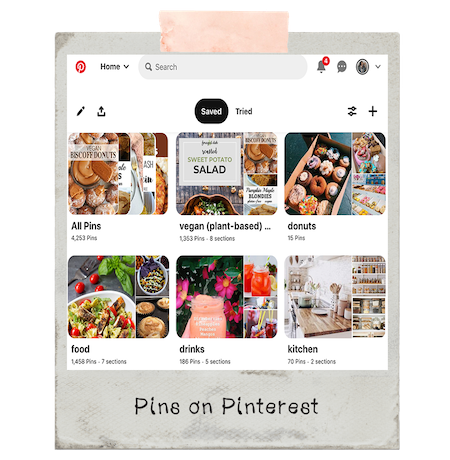 Home
Search
4
Saved
Tried
VEGAN
BISCOFF DONUTS
roasted
SWEET POTATO
SALAD
BISCOFF DONUTS
Pumpkin Maple
BLONDIES
All Pins
4,253 Pins
vegan (plant-based) ...
1,353 Pins · 8 sections
donuts
15 Pins
food
1,458 Pins · 7 sections
drinks
186 Pins · 5 sections
kitchen
70 Pins · 2 sections
Pins on Pinterest